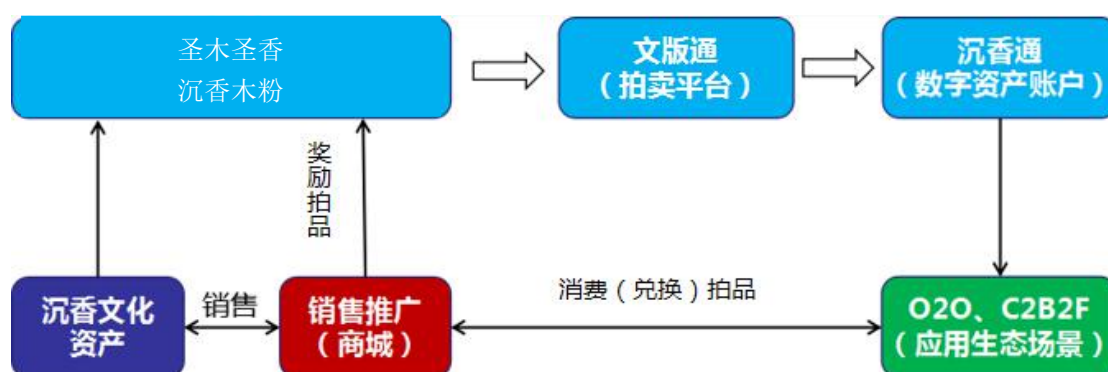 圣木圣香
沉香木粉
文版通
（拍卖平台）
沉香通
（数字资产账户）
奖励拍品
沉香文化
资产
销售
销售推广
（商城）
消费（兑换）拍品
O2O、C2B2F
（应用生态场景）